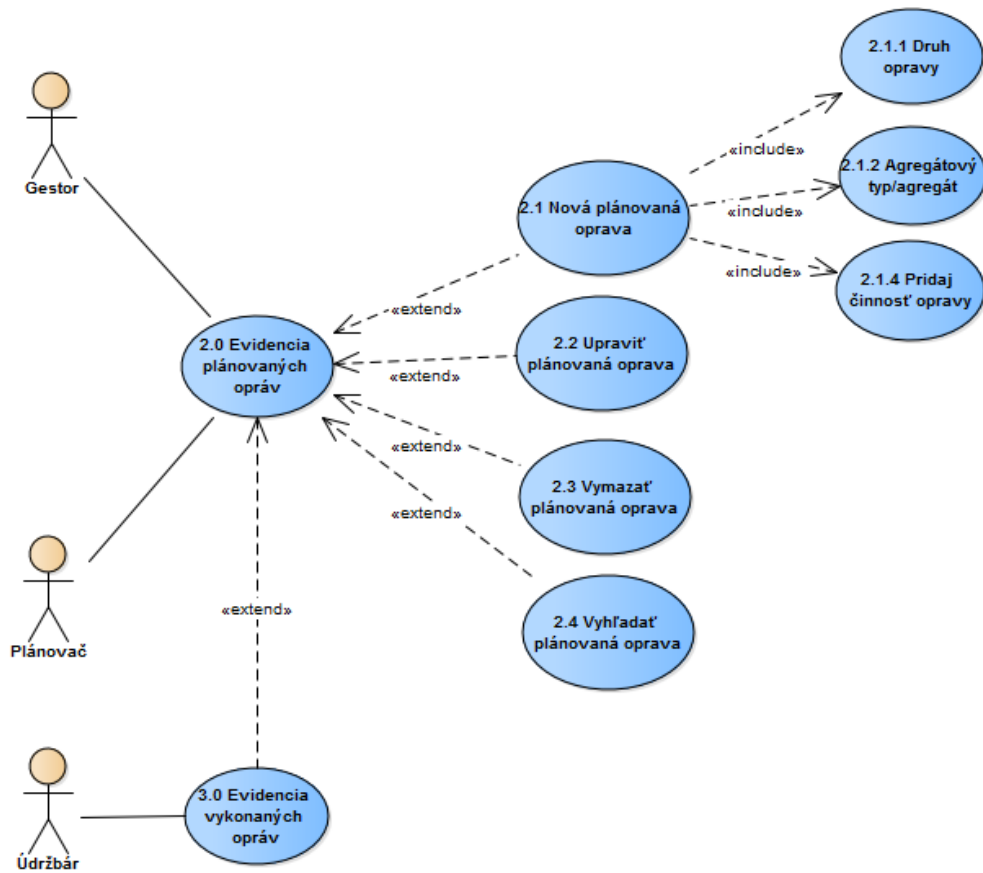 2.1.1 Druh
opravy
Gestor
«include»
2.1.2 Agregátový
typ/agregát
2.1 Nová plánovaná
oprava
«include»
«include»
2.1.4 Pridaj
činnosť opravy
«extend»
2.0 Evidencia
plánovaných
opráv
2.2 Upraviť
plánovaná oprava
«extend»
«extend»
2.3 Vymazať
plánovaná oprava
«extend»
«extend»
2.4 Vyhľadať
plánovaná oprava
Plánovač
3.0 Evidencia
vykonaných
opráv
Údržbár